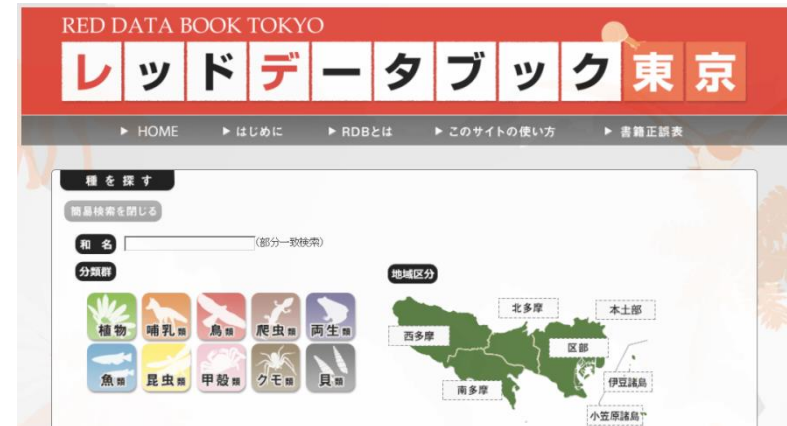 RED DATA BOOK TOKYO
レッドデータブック東京
▶ HOME ▶ はじめに ▶ RDBとは ▶ このサイトの使い方 ▶ 書籍正誤表
種を探す
簡易検索を閉じる
和名 (部分一致検索)
分類群
植物 哺乳類 鳥類 爬虫類 両生類
魚類 昆虫類 甲殻類 クモ類 貝類
地域区分
北多摩 本土部
西多摩 区部
南多摩 伊豆諸島
小笠原諸島